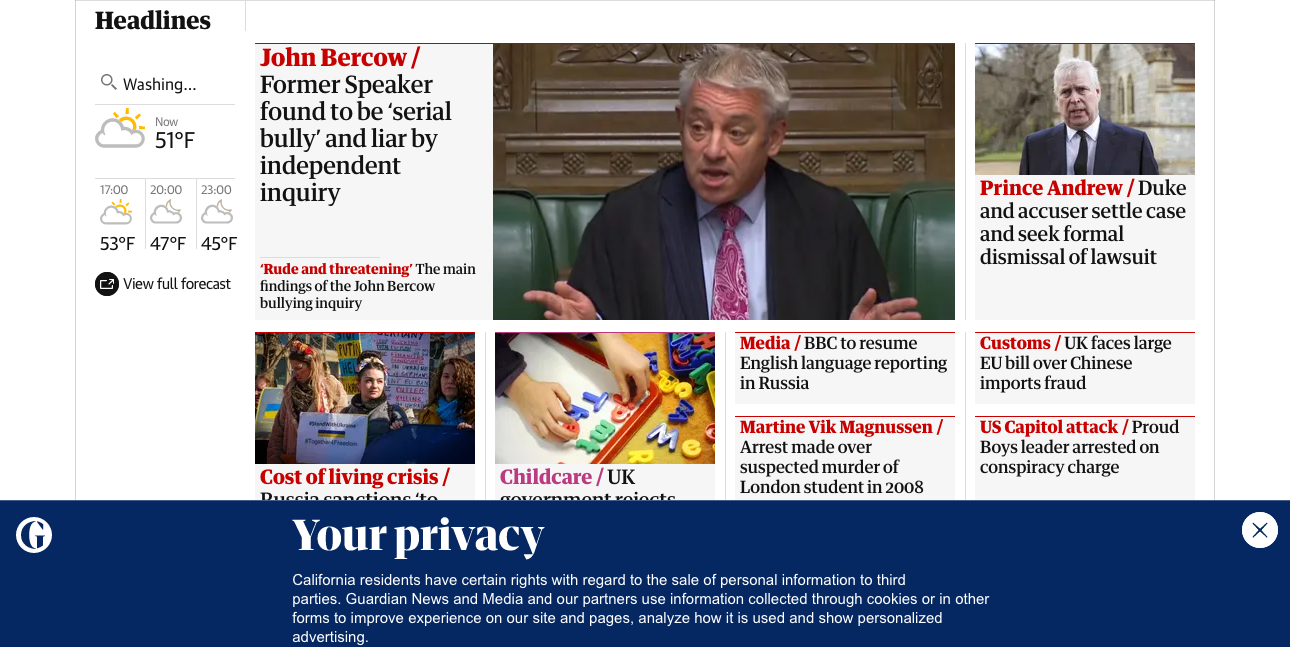 Headlines
Washing...
Now
51°F
17:00
20:00
23:00
53°F
47°F
45°F
View full forecast
John Bercow /
Former Speaker
found to be ‘serial
bully’ and liar by
independent
inquiry
‘Rude and threatening’ The main
findings of the John Bercow
bullying inquiry
Prince Andrew / Duke
and accuser settle case
and seek formal
dismissal of lawsuit
#StandWithUkraine
#Together4Freedom
Cost of living crisis /
Russia sanctions ‘to
Childcare / UK
government rejects
Media / BBC to resume
English language reporting
in Russia
Martine Vik Magnussen /
Arrest made over
suspected murder of
London student in 2008
Customs / UK faces large
EU bill over Chinese
imports fraud
US Capitol attack / Proud
Boys leader arrested on
conspiracy charge
Your privacy
California residents have certain rights with regard to the sale of personal information to third
parties. Guardian News and Media and our partners use information collected through cookies or in other
forms to improve experience on our site and pages, analyze how it is used and show personalized
advertising.